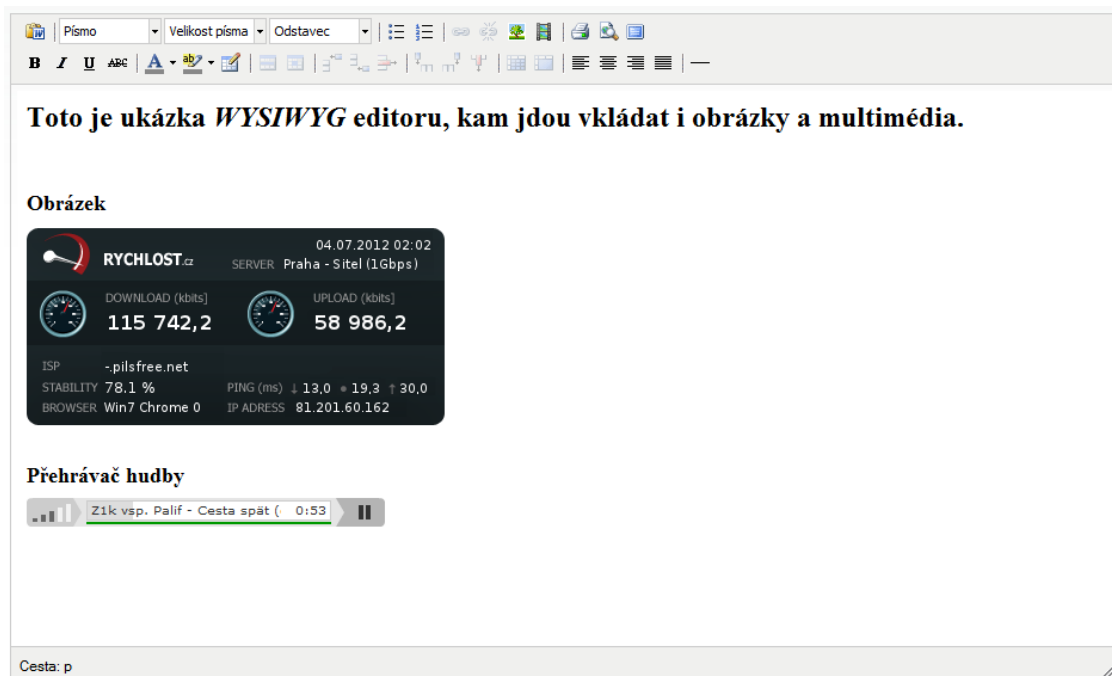 Písmo Velikost písma Odstavec
B I U ABC A ab
Toto je ukázka WYSIWYG editoru, kam jdou vkládat i obrázky a multimédia.
Obrázek
04.07.2012 02:02
RYCHLOST.cz SERVER Praha - Sitel (1Gbps)
DOWNLOAD (kbits] UPLOAD (kbits]
115 742,2 58 986,2
ISP -.pilsfree.net
STABILITY 78.1 % PING (ms) ↓ 13,0 ● 19,3 ↑ 30,0
BROWSER Win7 Chrome 0 IP ADRESS 81.201.60.162
Přehrávač hudby
Z1k vsp. Palif - Cesta spät ( 0:53
Cesta: p